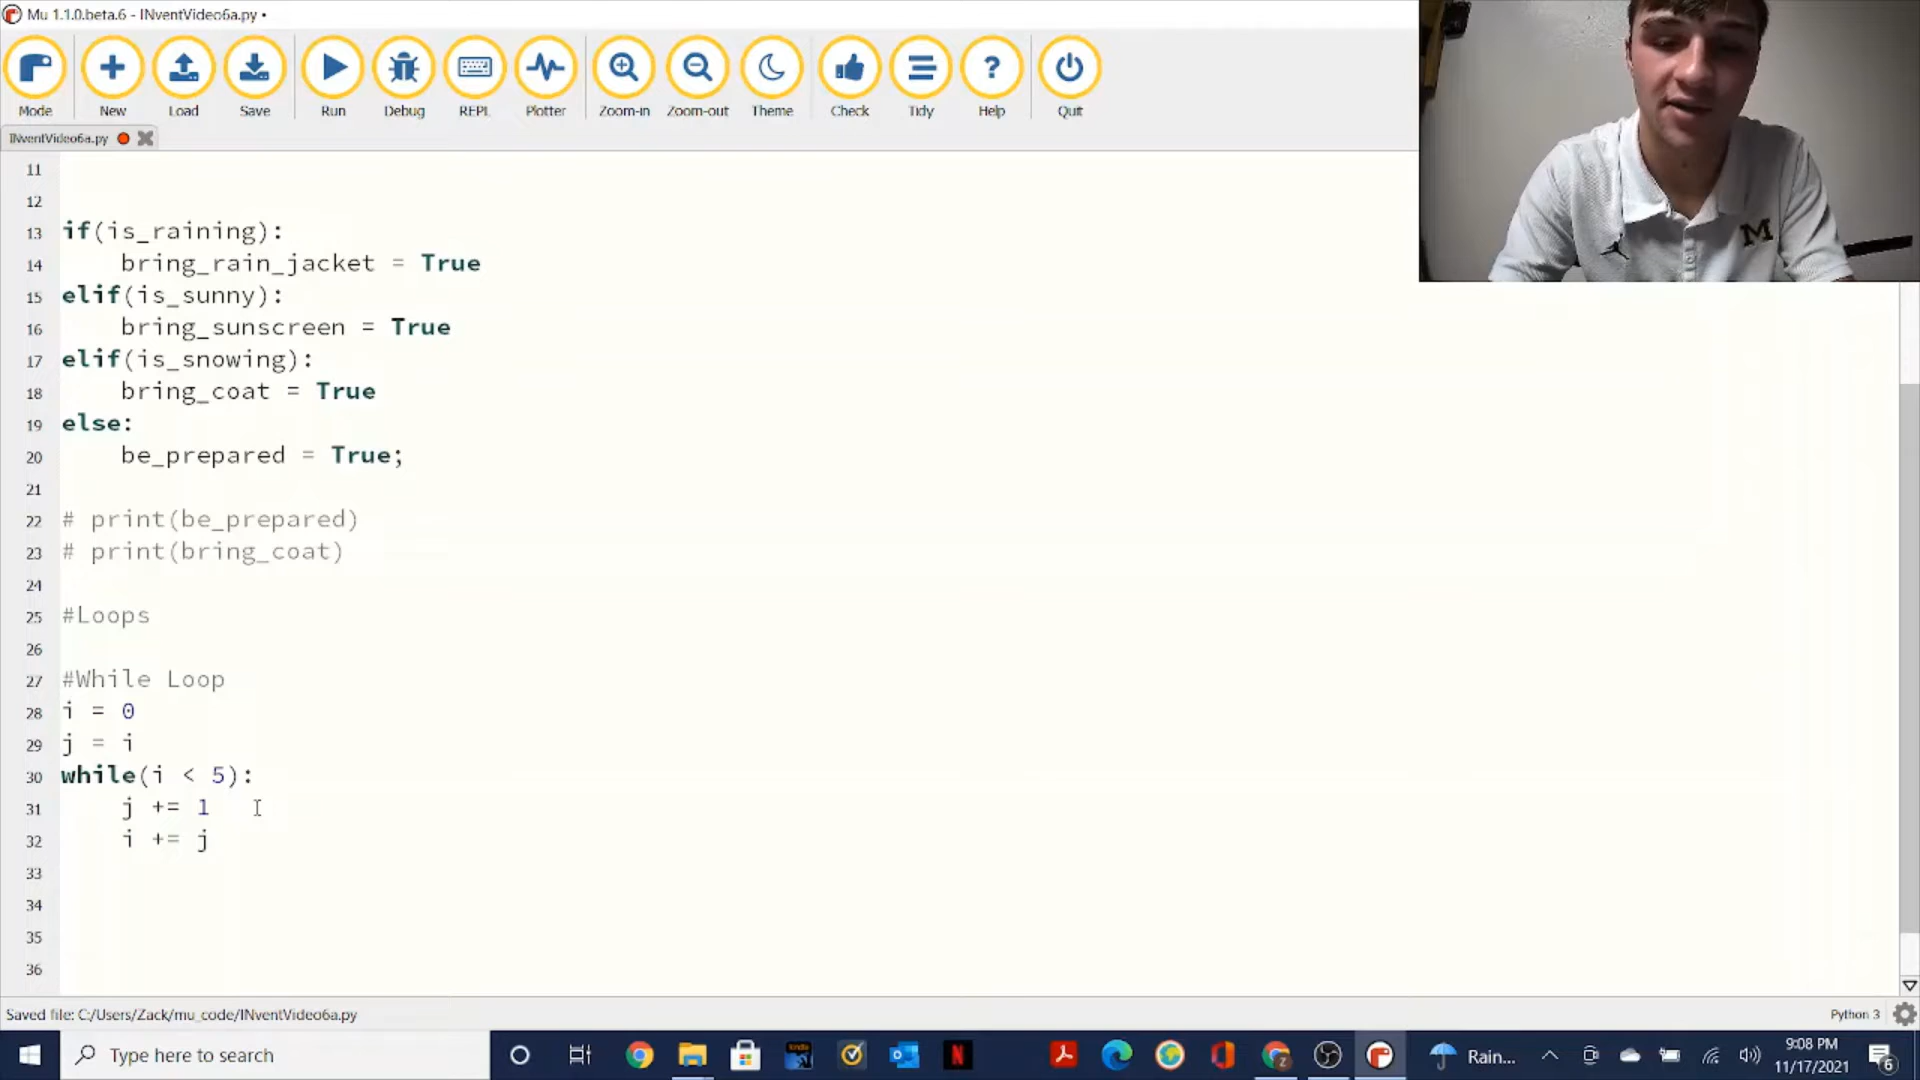 Mu 1.1.0.beta.6 - INventVideo6a.py •
Mode
New
Load
Save
Run
Debug
REPL
Plotter
Zoom-in
Zoom-out
Theme
Check
Tidy
Help
Quit
INventVideo6a.py
11
12
13 if(is_raining):
14 bring_rain_jacket = True
15 elif(is_sunny):
16 bring_sunscreen = True
17 elif(is_snowing):
18 bring_coat = True
19 else:
20 be_prepared = True;
21
22 # print(be_prepared)
23 # print(bring_coat)
24
25 #Loops
26
27 #While Loop
28 i = 0
29 j = i
30 while(i < 5):
31 j += 1
32 i += j
33
34
35
36
M
Saved file: C:/Users/Zack/mu_code/INventVideo6a.py
Python 3
Type here to search
Rain...
9:08 PM
11/17/2021
6